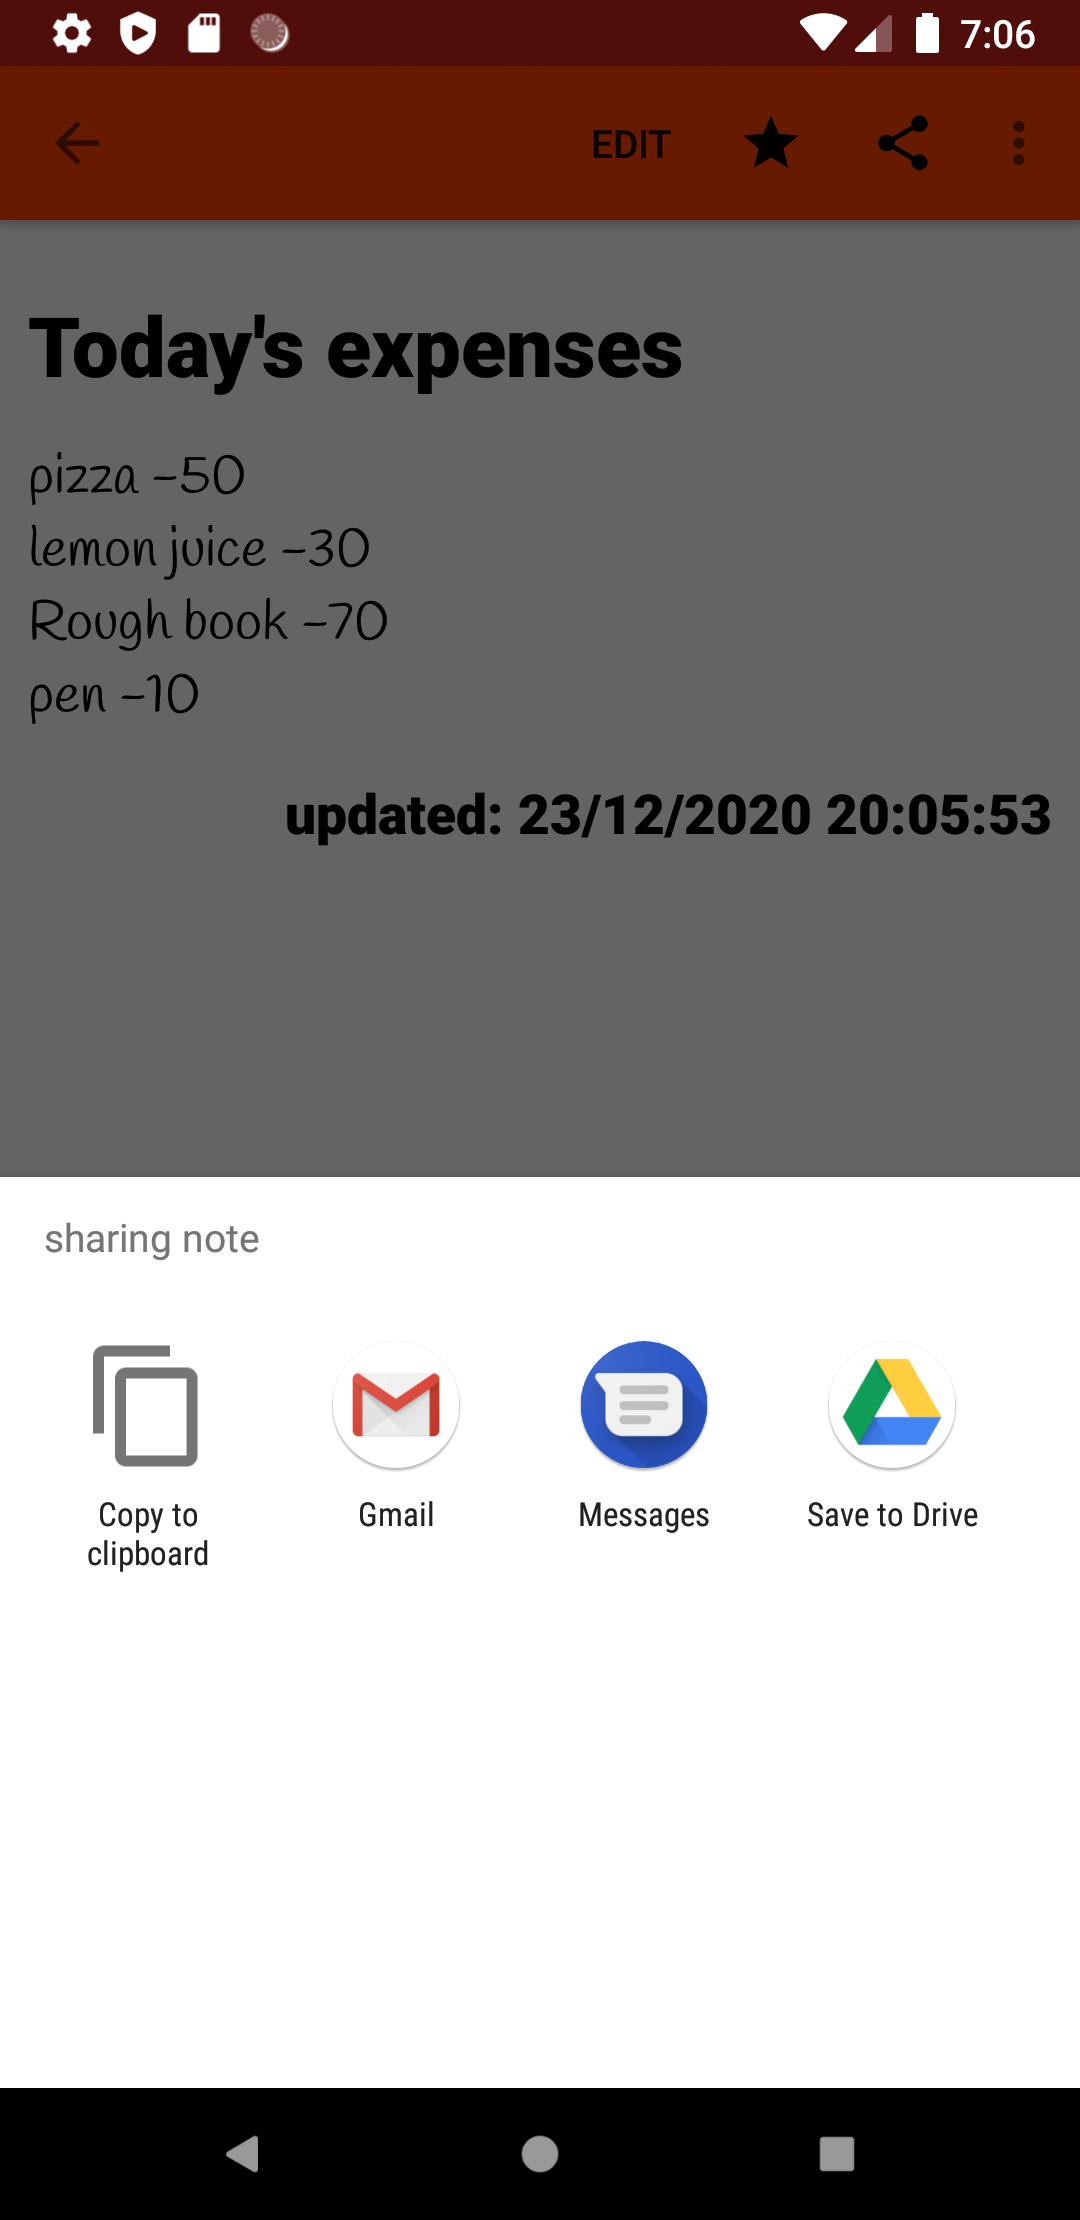 7:06
EDIT
Today's expenses
pizza -50
lemon juice -30
Rough book -70
pen -10
updated: 23/12/2020 20:05:53
sharing note
Copy to
clipboard
Gmail
Messages
Save to Drive